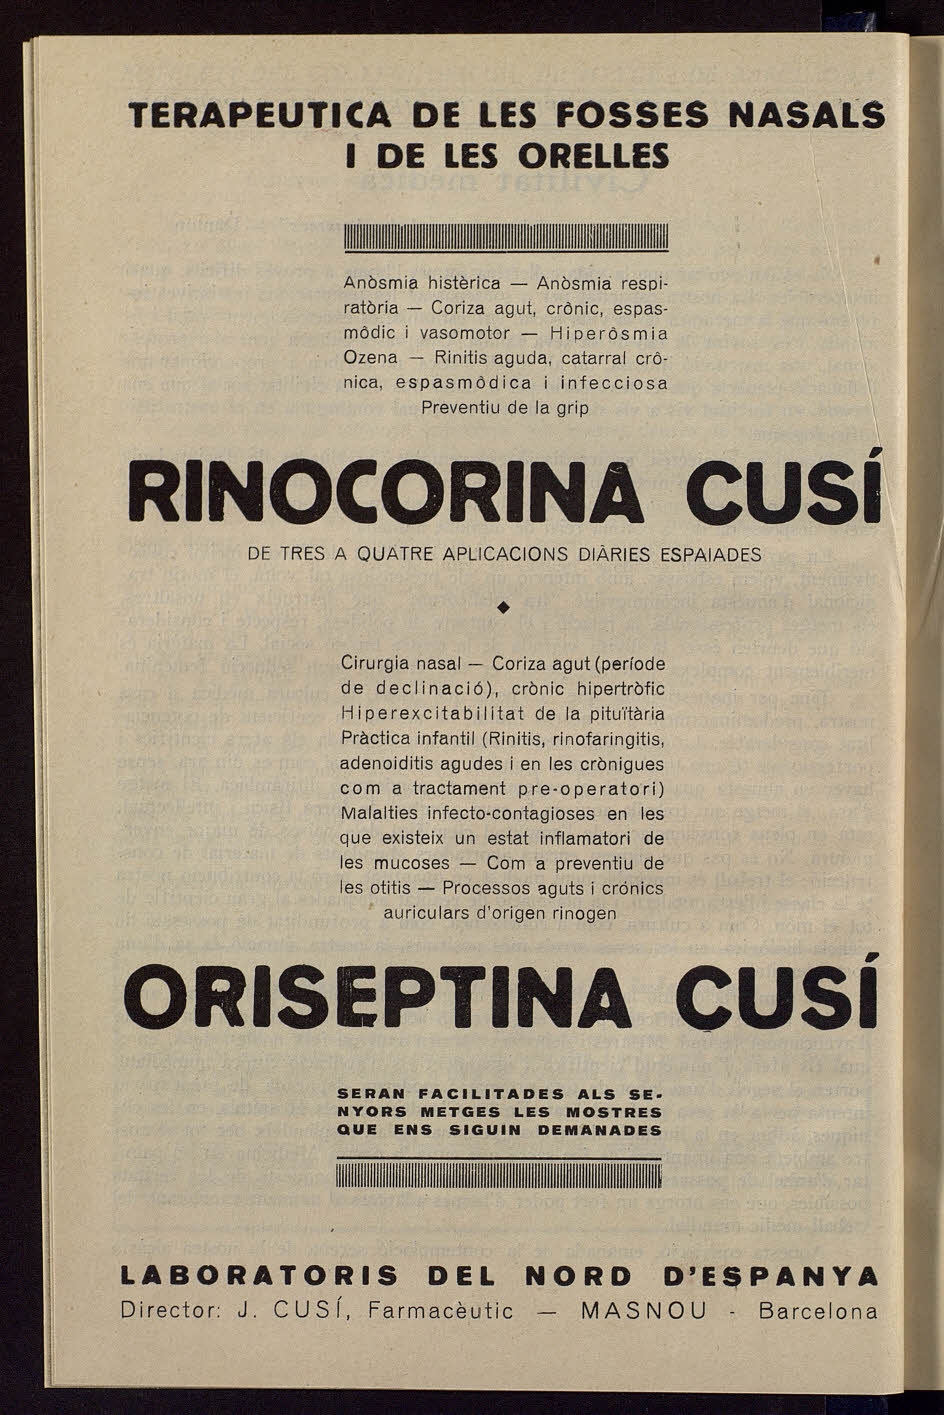 TERAPEUTICA DE LES FOSSES NASALS
I DE LES ORELLES
Anòsmia histèrica — Anòsmia respi-
ratòria — Coriza agut, crònic, espas-
mòdic i vasomotor — Hiperòsmia
Ozena — Rinitis aguda, catarral crò-
nica, espasmòdica i infecciosa
Preventiu de la grip
RINOCORINA CUSÍ
DE TRES A QUATRE APLICACIONS DIÀRIES ESPAIADES
Cirurgia nasal — Coriza agut (període
de declinació), crònic hipertròfic
Hiperexcitabilitat de la pituïtària
Pràctica infantil (Rinitis, rinofaringitis,
adenoiditis agudes i en les cròniques
com a tractament pre-operatori)
Malalties infecto-contagioses en les
que existeix un estat inflamatori de
les mucoses — Com a preventiu de
les otitis — Processos aguts i crónics
auriculars d'origen rinogen
ORISEPTINA CUSÍ
SERAN FACILITADES ALS SE-
NYORS METGES LES MOSTRES
QUE ENS SIGUIN DEMANADES
LABORATORIS DEL NORD D'ESPANYA
Director: J. CUSÍ, Farmacèutic — MASNOU - Barcelona